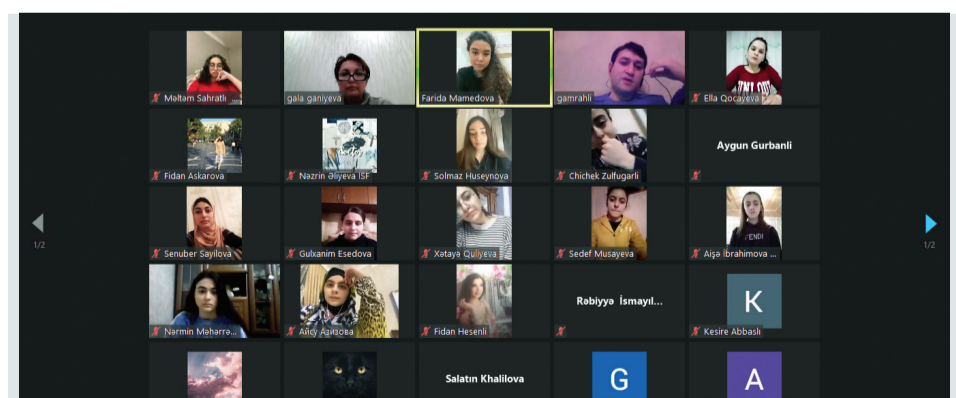 Məltəm Sahratlı ...
gala ganiyeva
Farida Mamedova
gamrahli
Ella Qocayeva
UNLOU
Fidan Askarova
Nəzrin Əliyeva İSF
Solmaz Huseynova
Chichek Zulfugarli
Aygun Gurbanli
Senuber Sayilova
Gulxanim Esedova
Xətayə Quliyeva
Sedef Musayeva
FENDI
Aişə İbrahimova ...
1/2
1/2
Nərmin Məhərrə...
Айсу Азизова
Fidan Hesenli
Rəbiyyə İsmayıl...
K
Kesire Abbaslı
Salatın Khalilova
G
A